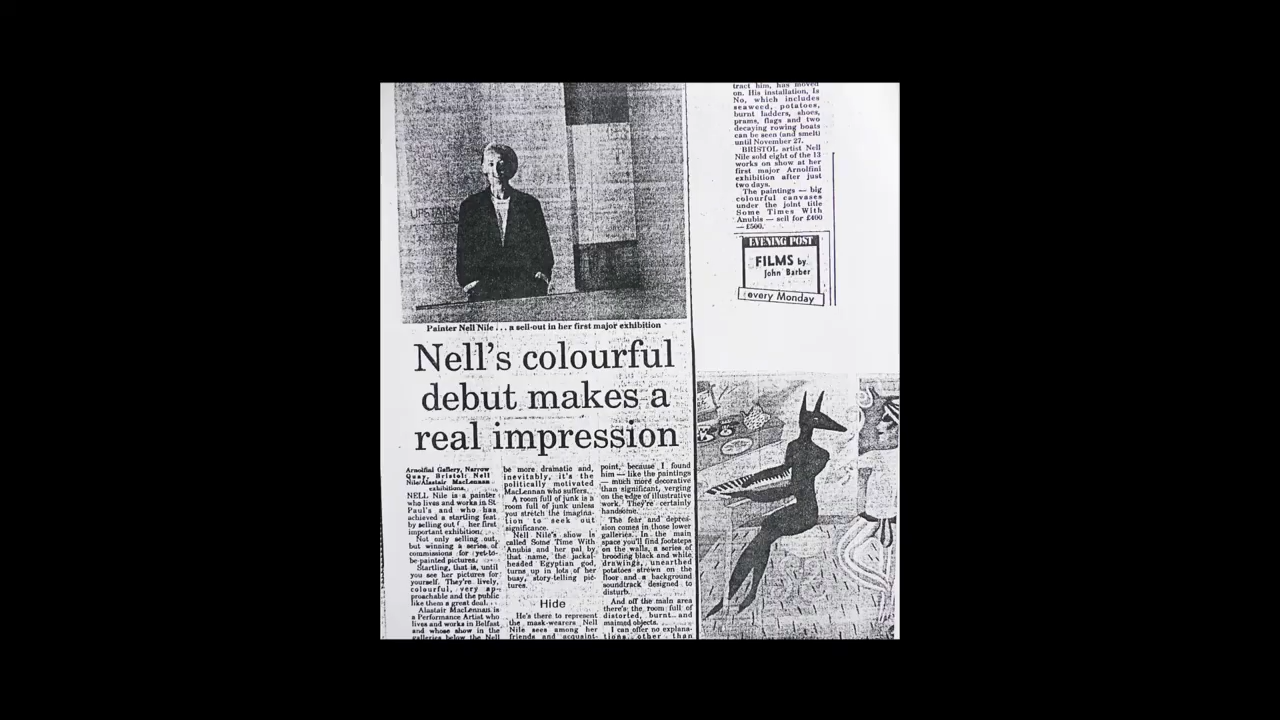 UPSTAIRS
Painter Nell Nile . . . a sell-out in her first major exhibition
Nell's colourful
debut makes a
real impression
Arnolfini Gallery, Narrow
Quay, Bristol: Nell
Nile/Alastair MacLennan
exhibitions.
NELL Nile is a painter
who lives and works in St
Paul's and who has
achieved a startling feat
by selling out her first
important exhibition.
Not only selling out,
but winning a series of
commissions for yet-to-
be-painted pictures.
Startling, that is, until
you see her pictures for
yourself. They're lively,
colourful, very ap-
proachable and the public
like them a great deal.
Alastair MacLennan is
a Performance Artist who
lives and works in Belfast
and whose show in the
galleries below the Nell
be more dramatic and,
inevitably, it's the
politically motivated
MacLennan who suffers.
A room full of junk is a
room full of junk unless
you stretch the imagina-
tion to seek out
significance.
Nell Nile's show is
called Some Time With
Anubis and her pal by
that name, the jackal-
headed Egyptian god,
turns up in lots of her
busy, story-telling pic-
tures.
Hide
He's there to represent
the mask-wearers Nell
Nile sees among her
friends and acquaint-
point, because I found
him — like the paintings
— much more decorative
than significant, verging
on the edge of illustrative
work. They're certainly
handsome.
The fear and depres-
sion comes in those lower
galleries. In the main
space you'll find footsteps
on the walls, a series of
brooding black and white
drawings, unearthed
potatoes strewn on the
floor and a background
soundtrack designed to
disturb.
And off the main area
there's the room full of
distorted, burnt and
maimed objects.
I can offer no explana-
tions other than
tract him, has moved
on. His installation, Is
No, which includes
seaweed, potatoes,
burnt ladders, shoes,
prams, flags and two
decaying rowing boats
can be seen (and smelt)
until November 27.
BRISTOL artist Nell
Nile sold eight of the 13
works on show at her
first major Arnolfini
exhibition after just
two days.
The paintings — big
colourful canvases
under the joint title
Some Times With
Anubis — sell for £400
— £500.
EVENING POST
FILMS by
John Barber
every Monday